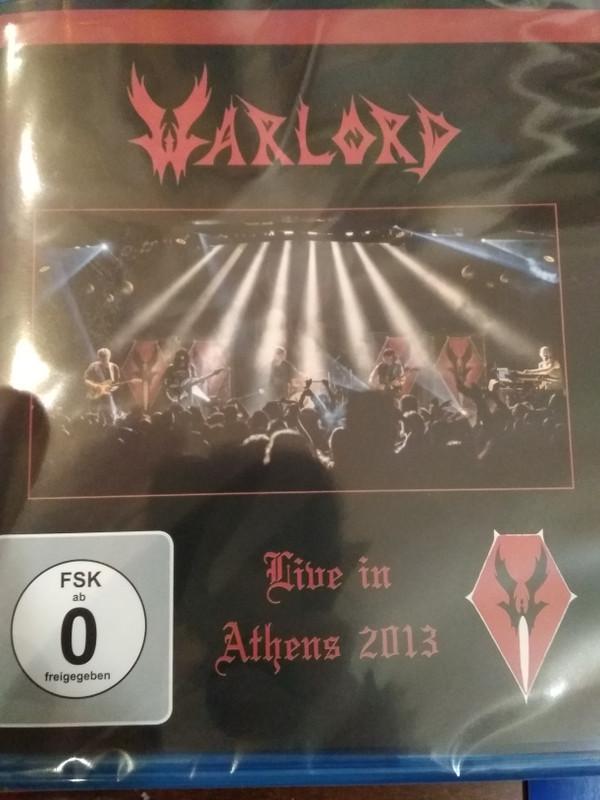 WARLORD
FSK
ab
0
freigegeben
Live in
Athens 2013